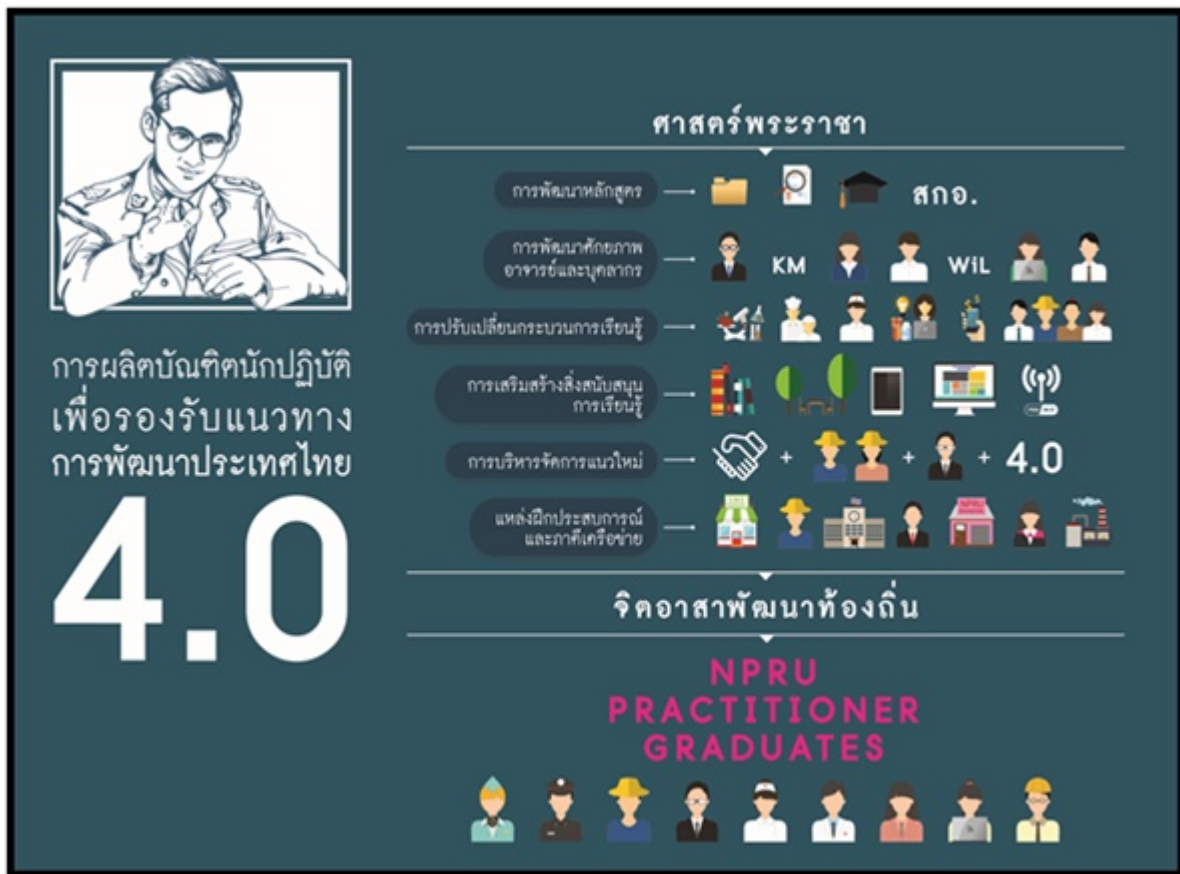 การผลิตบัณฑิตนักปฏิบัติ
เพื่อรองรับแนวทาง
การพัฒนาประเทศไทย
4.0
ศาสตร์พระราชา
การพัฒนาหลักสูตร
สกอ.
การพัฒนาศักยภาพ
อาจารย์และบุคลากร
KM
WiL
การปรับเปลี่ยนกระบวนการเรียนรู้
การเสริมสร้างสิ่งสนับสนุน
การเรียนรู้
การบริหารจัดการแนวใหม่
+ + + 4.0
แหล่งฝึกประสบการณ์
และภาคีเครือข่าย
NPRU
จิตอาสาพัฒนาท้องถิ่น
NPRU
PRACTITIONER
GRADUATES